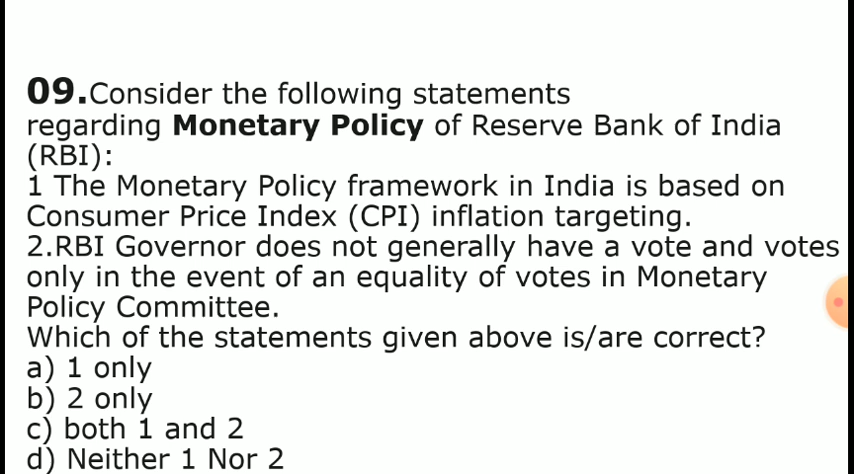 09.Consider the following statements
regarding Monetary Policy of Reserve Bank of India
(RBI):
1 The Monetary Policy framework in India is based on
Consumer Price Index (CPI) inflation targeting.
2.RBI Governor does not generally have a vote and votes
only in the event of an equality of votes in Monetary
Policy Committee.
Which of the statements given above is/are correct?
a) 1 only
b) 2 only
c) both 1 and 2
d) Neither 1 Nor 2